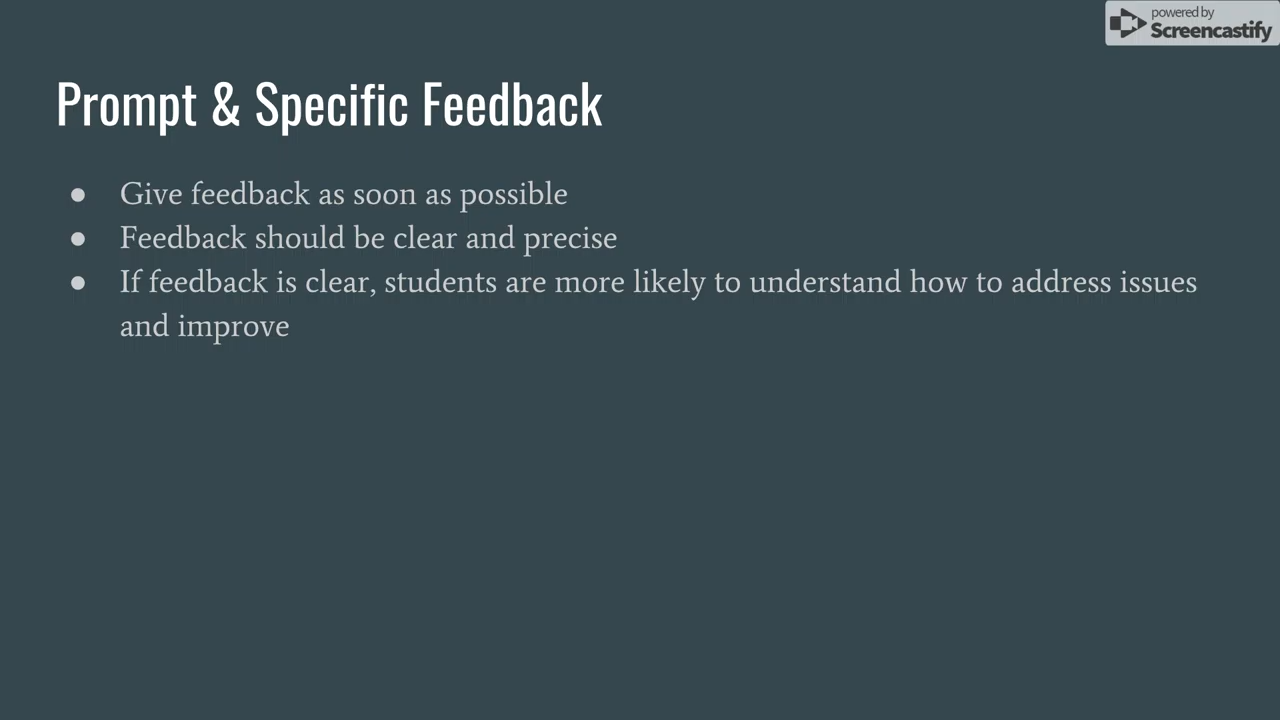 powered by
Screencastify
Prompt & Specific Feedback
● Give feedback as soon as possible
● Feedback should be clear and precise
● If feedback is clear, students are more likely to understand how to address issues
and improve